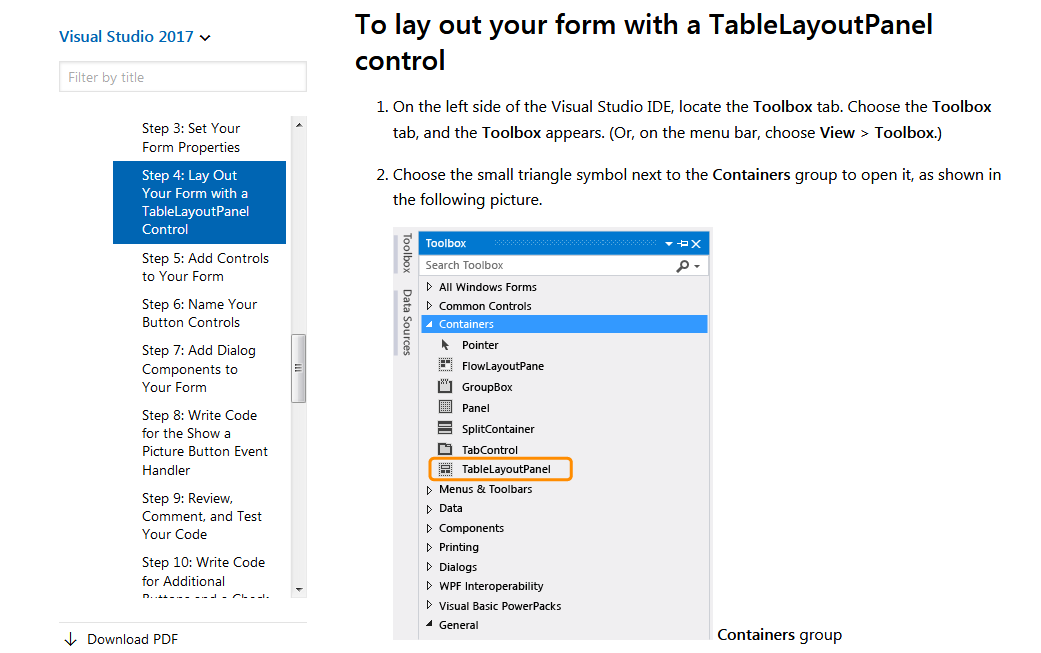 Visual Studio 2017
Filter by title
Step 3: Set Your
Form Properties
Step 4: Lay Out
Your Form with a
TableLayoutPanel
Control
Step 5: Add Controls
to Your Form
Step 6: Name Your
Button Controls
Step 7: Add Dialog
Components to
Your Form
Step 8: Write Code
for the Show a
Picture Button Event
Handler
Step 9: Review,
Comment, and Test
Your Code
Step 10: Write Code
for Additional
Buttons and a Check
Download PDF
To lay out your form with a TableLayoutPanel
control
1. On the left side of the Visual Studio IDE, locate the Toolbox tab. Choose the Toolbox
tab, and the Toolbox appears. (Or, on the menu bar, choose View > Toolbox.)
2. Choose the small triangle symbol next to the Containers group to open it, as shown in
the following picture.
Toolbox
Data Sources
Toolbox
Search Toolbox
All Windows Forms
Common Controls
Containers
Pointer
FlowLayoutPane
GroupBox
Panel
SplitContainer
TabControl
TableLayoutPanel
Menus & Toolbars
Data
Components
Printing
Dialogs
WPF Interoperability
Visual Basic PowerPacks
General
Containers group